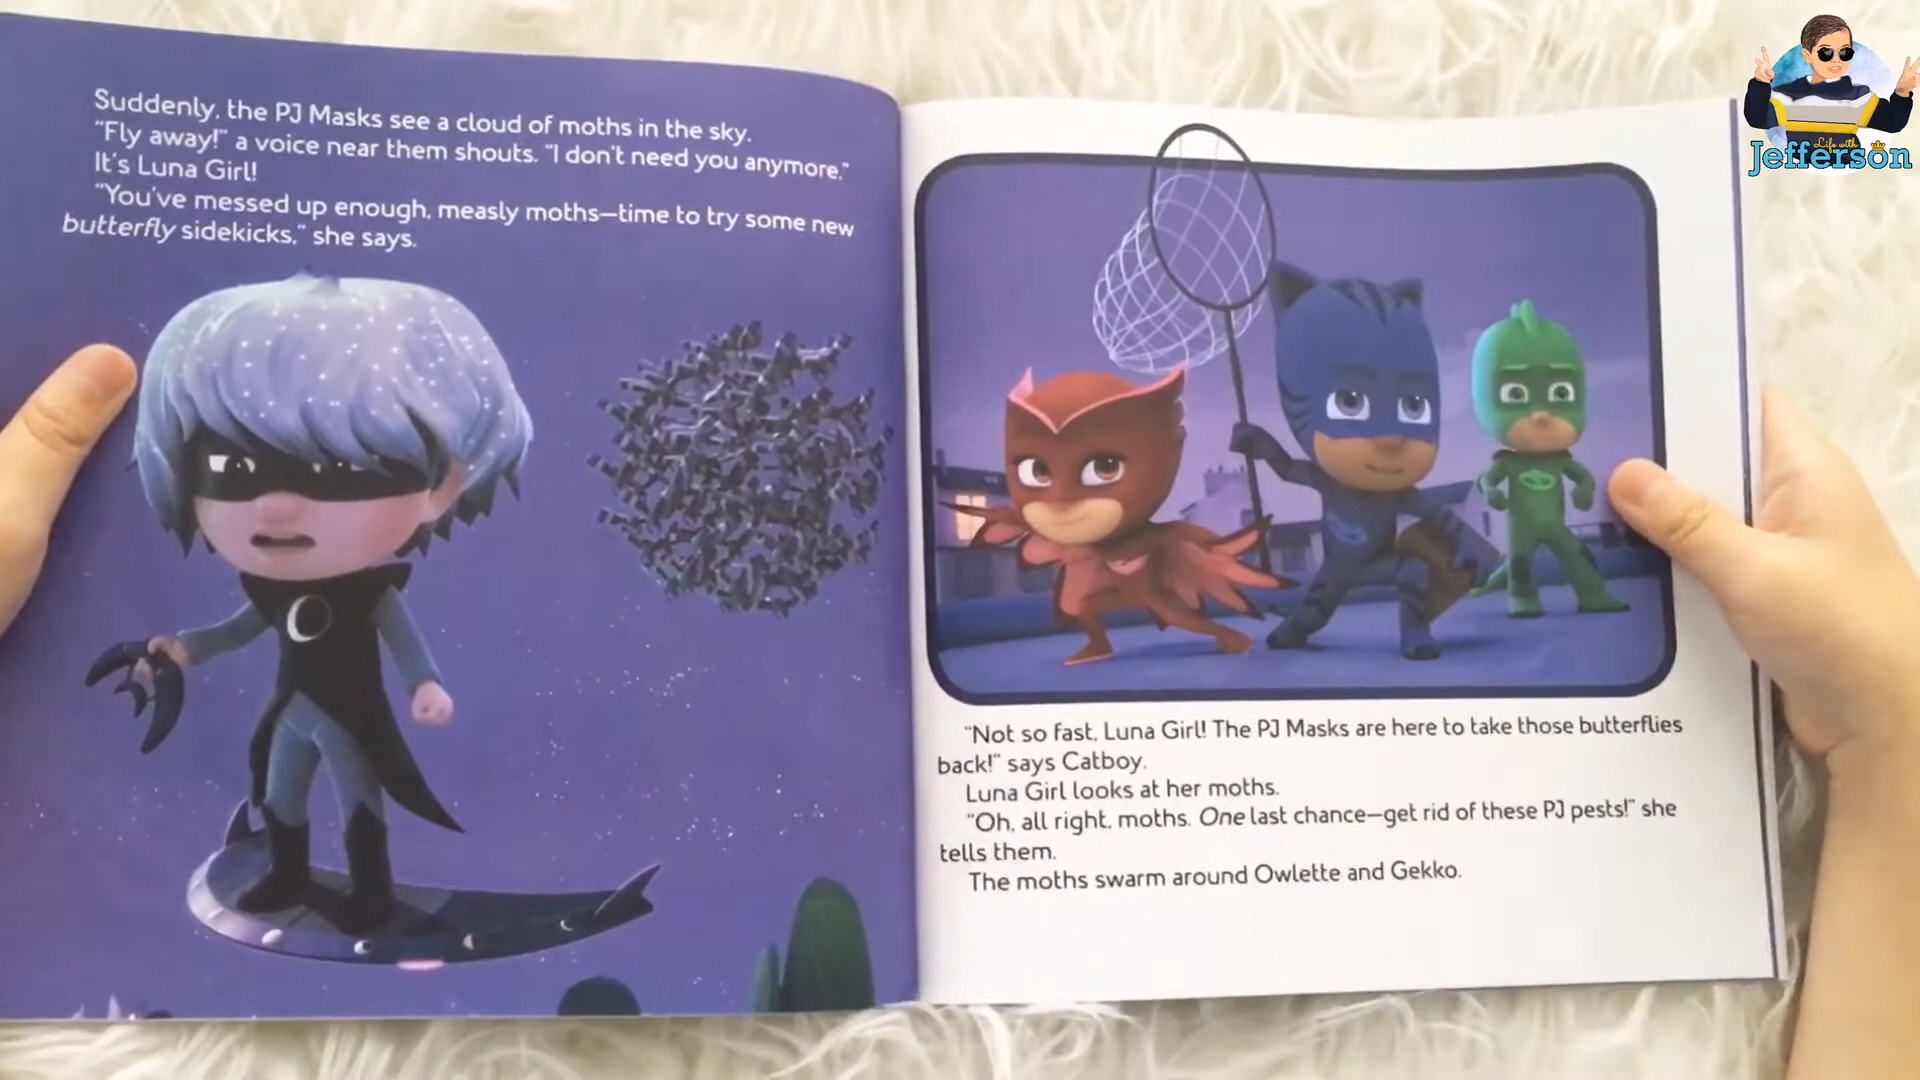 Suddenly, the PJ Masks see a cloud of moths in the sky.
"Fly away!" a voice near them shouts. "I don't need you anymore."
It's Luna Girl!
"You've messed up enough, measly moths—time to try some new
butterfly sidekicks," she says.
"Not so fast, Luna Girl! The PJ Masks are here to take those butterflies
back!" says Catboy.
Luna Girl looks at her moths.
"Oh, all right, moths. One last chance—get rid of these PJ pests!" she
tells them.
The moths swarm around Owlette and Gekko.
Life with
Jefferson